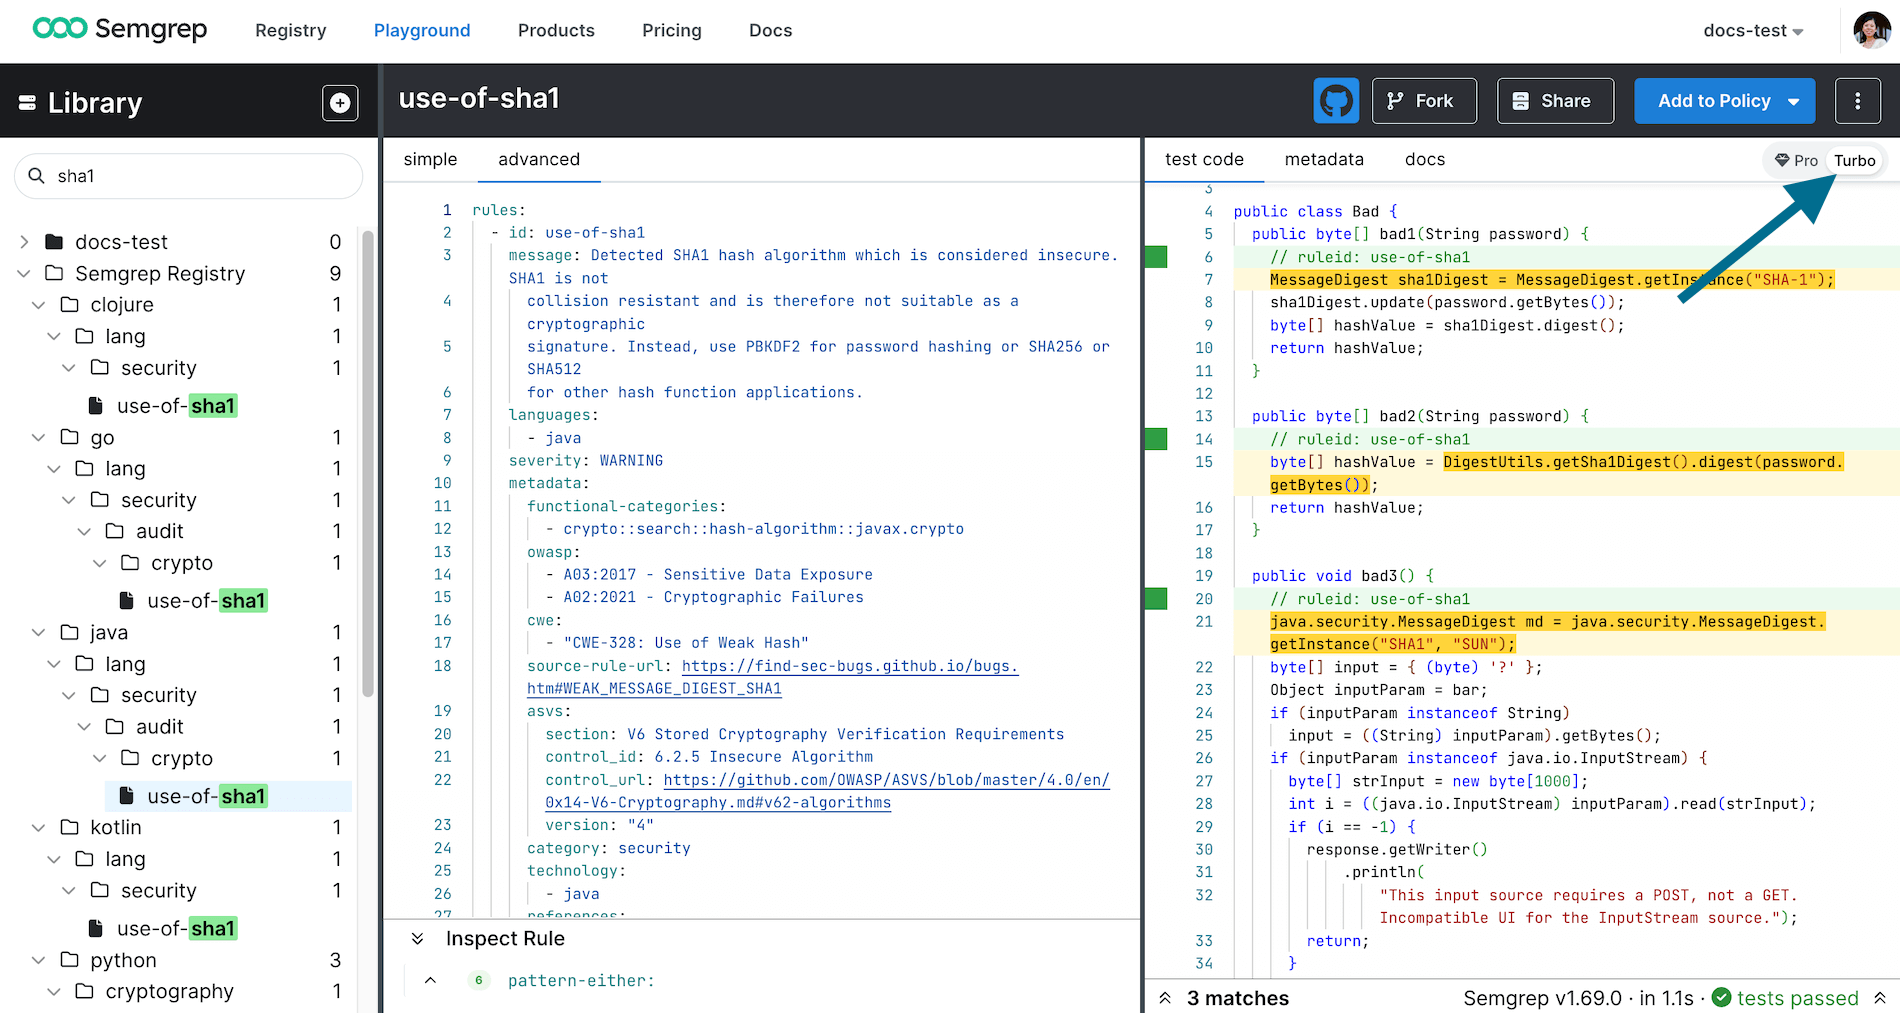 Semgrep
Registry
Playground
Products
Pricing
Docs
docs-test
Library
use-of-sha1
Fork
Share
Add to Policy
sha1
docs-test 0
Semgrep Registry 9
clojure 1
lang 1
security 1
use-of-sha1
go 1
lang 1
security 1
audit 1
crypto 1
use-of-sha1
java 1
lang 1
security 1
audit 1
crypto 1
use-of-sha1
kotlin 1
lang 1
security 1
use-of-sha1
python 3
cryptography 1
simple
advanced
1 rules:
2 - id: use-of-sha1
3 message: Detected SHA1 hash algorithm which is considered insecure.
SHA1 is not
4 collision resistant and is therefore not suitable as a
cryptographic
5 signature. Instead, use PBKDF2 for password hashing or SHA256 or
SHA512
6 for other hash function applications.
7 languages:
8 - java
9 severity: WARNING
10 metadata:
11 functional-categories:
12 - crypto::search::hash-algorithm::javax.crypto
13 owasp:
14 - A03:2017 - Sensitive Data Exposure
15 - A02:2021 - Cryptographic Failures
16 cwe:
17 - "CWE-328: Use of Weak Hash"
18 source-rule-url: https://find-sec-bugs.github.io/bugs.
htm#WEAK_MESSAGE_DIGEST_SHA1
19 asvs:
20 section: V6 Stored Cryptography Verification Requirements
21 control_id: 6.2.5 Insecure Algorithm
22 control_url: https://github.com/OWASP/ASVS/blob/master/4.0/en/
0x14-V6-Cryptography.md#v62-algorithms
23 version: "4"
24 category: security
25 technology:
26 - java
27 references:
Inspect Rule
6 pattern-either:
test code
metadata
docs
Pro
Turbo
3
4 public class Bad {
5 public byte[] bad1(String password) {
6 // ruleid: use-of-sha1
7 MessageDigest sha1Digest = MessageDigest.getInstance("SHA-1");
8 sha1Digest.update(password.getBytes());
9 byte[] hashValue = sha1Digest.digest();
10 return hashValue;
11 }
12
13 public byte[] bad2(String password) {
14 // ruleid: use-of-sha1
15 byte[] hashValue = DigestUtils.getSha1Digest().digest(password.
getBytes());
16 return hashValue;
17 }
18
19 public void bad3() {
20 // ruleid: use-of-sha1
21 java.security.MessageDigest md = java.security.MessageDigest.
getInstance("SHA1", "SUN");
22 byte[] input = { (byte) '?' };
23 Object inputParam = bar;
24 if (inputParam instanceof String)
25 input = ((String) inputParam).getBytes();
26 if (inputParam instanceof java.io.InputStream) {
27 byte[] strInput = new byte[1000];
28 int i = ((java.io.InputStream) inputParam).read(strInput);
29 if (i == -1) {
30 response.getWriter()
31 .println(
32 "This input source requires a POST, not a GET.
Incompatible UI for the InputStream source.");
33 return;
34 }
3 matches
Semgrep v1.69.0 · in 1.1s · tests passed